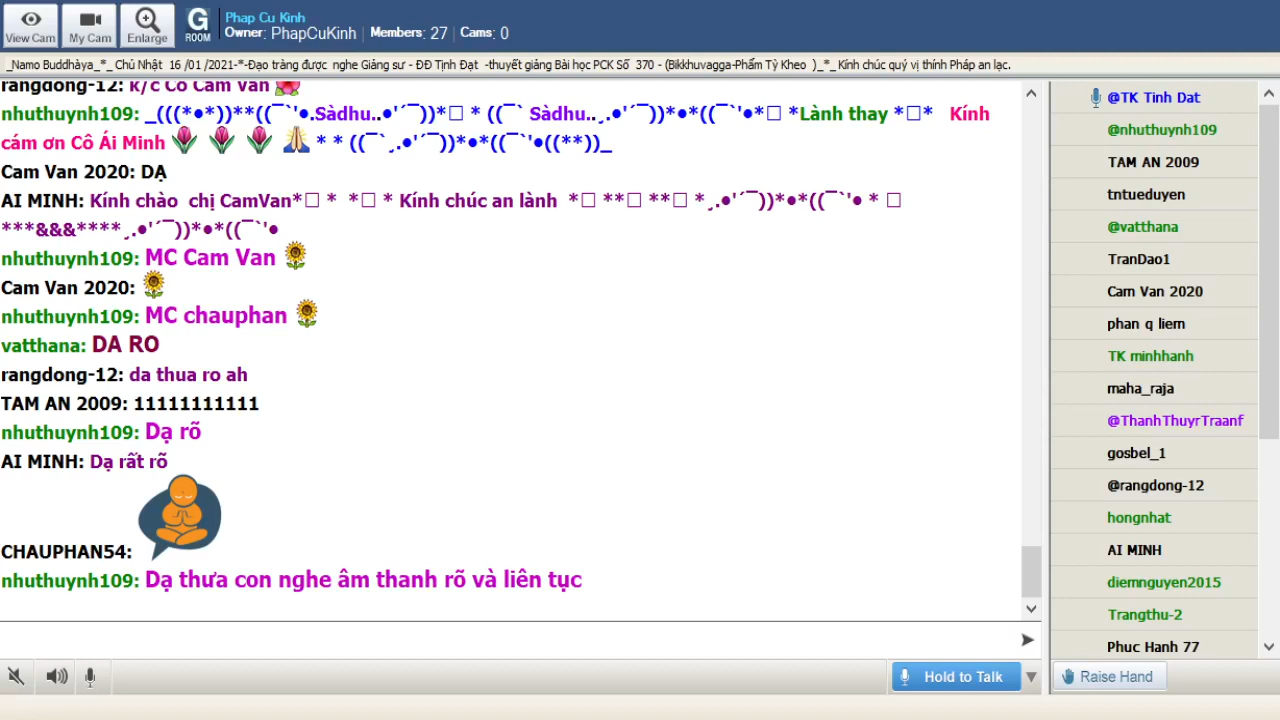 View Cam
My Cam
Enlarge
G
ROOM
Phap Cu Kinh
Owner: PhapCuKinh | Members: 27 | Cams: 0
_Namo Buddhàya_*_ Chủ Nhật 16 /01 /2021-*-Đạo tràng được nghe Giảng sư - ĐĐ Tịnh Đạt -thuyết giảng Bài học PCK Số 370 - (Bikkhuvagga-Phẩm Tỳ Kheo )_*_ Kính chúc quý vị thính Pháp an lạc.
rangdong-12: k/c Cô Cam Van
nhuthuynh109: _(((*•*))**((¯`'•.Sàdhu..•'´¯))*□ * ((¯` Sàdhu..¸.•'´¯))*•*((¯`'•*□ *Lành thay *□* Kính
cám ơn Cô Ái Minh * * ((¯`¸.•'´¯))*•*((¯`'•((**))_
Cam Van 2020: DẠ
AI MINH: Kính chào chị CamVan*□ * *□ * Kính chúc an lành *□ **□ **□ *¸.•'´¯))*•*((¯`'• * □
***&&&****¸.•'´¯))*•*((¯`'•
nhuthuynh109: MC Cam Van
Cam Van 2020:
nhuthuynh109: MC chauphan
vatthana: DA RO
rangdong-12: da thua ro ah
TAM AN 2009: 11111111111
nhuthuynh109: Dạ rõ
AI MINH: Dạ rất rõ
CHAUPHAN54:
nhuthuynh109: Dạ thưa con nghe âm thanh rõ và liên tục
@TK Tinh Dat
@nhuthuynh109
TAM AN 2009
tntueduyen
@vatthana
TranDao1
Cam Van 2020
phan q liem
TK minhhanh
maha_raja
@ThanhThuyrTraanf
gosbel_1
@rangdong-12
hongnhat
AI MINH
diemnguyen2015
Trangthu-2
Phuc Hanh 77
Hold to Talk
Raise Hand